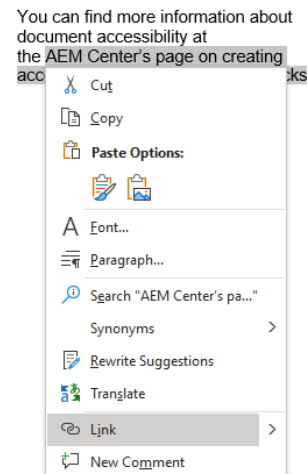 You can find more information about
document accessibility at
the AEM Center's page on creating
Cut
Copy
Paste Options:
Font...
Paragraph...
Search "AEM Center's pa..."
Synonyms
Rewrite Suggestions
Translate
Link
New Comment